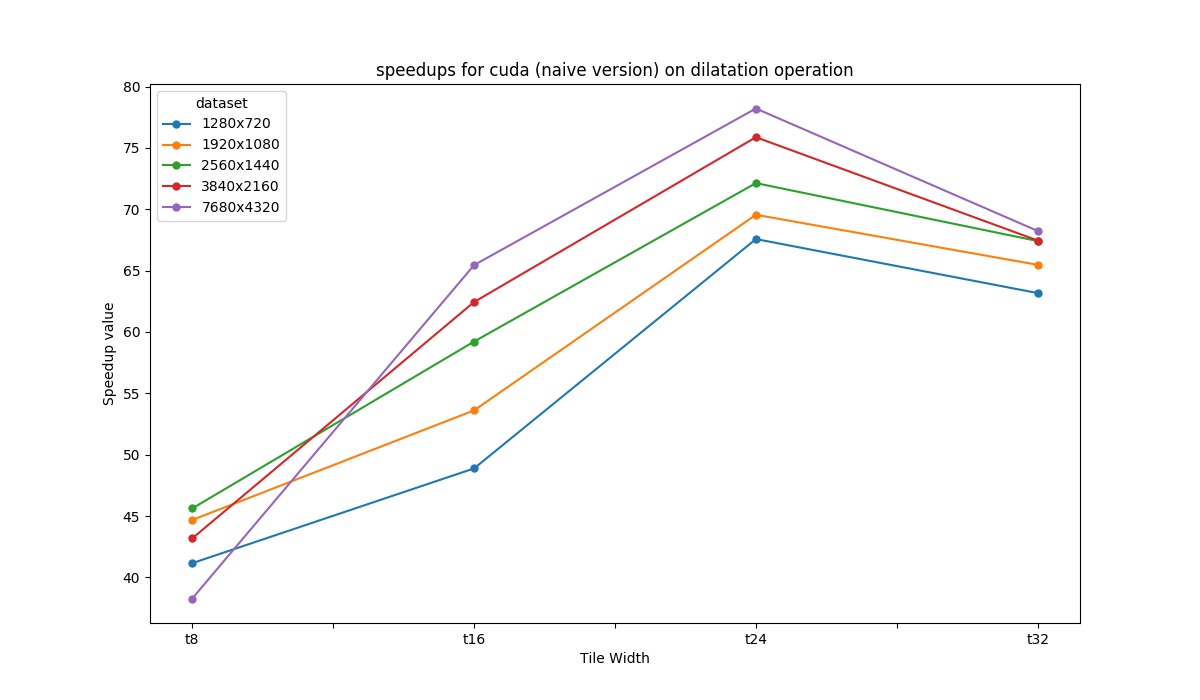 speedups for cuda (naive version) on dilatation operation
dataset
1280x720
1920x1080
2560x1440
3840x2160
7680x4320
Speedup value
80
75
70
65
60
55
50
45
40
t8
t16
t24
t32
Tile Width